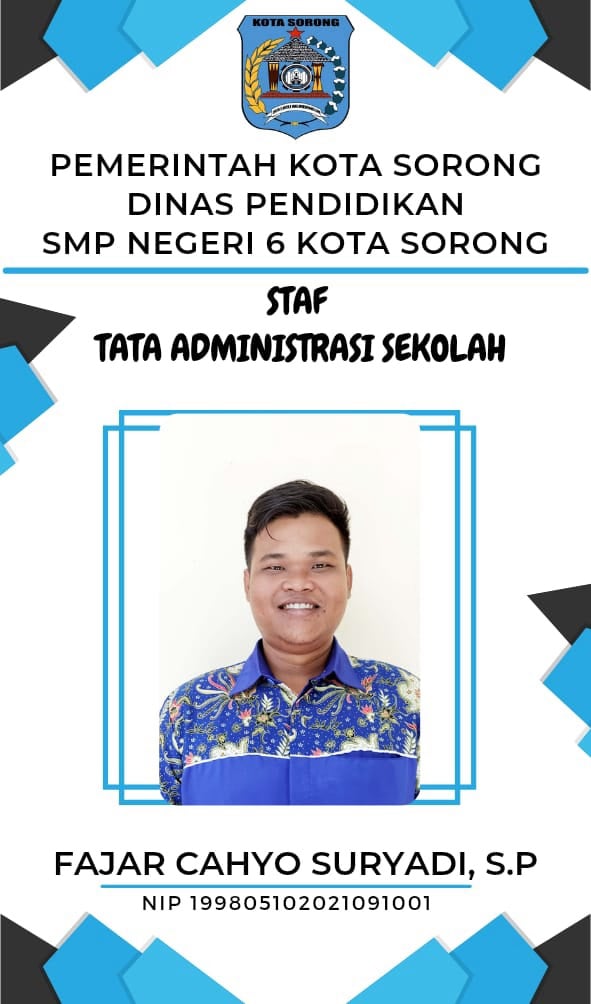 KOTA SORONG
PEMERINTAH KOTA SORONG
DINAS PENDIDIKAN
SMP NEGERI 6 KOTA SORONG
STAF
TATA ADMINISTRASI SEKOLAH
FAJAR CAHYO SURYADI, S.P
NIP 199805102021091001